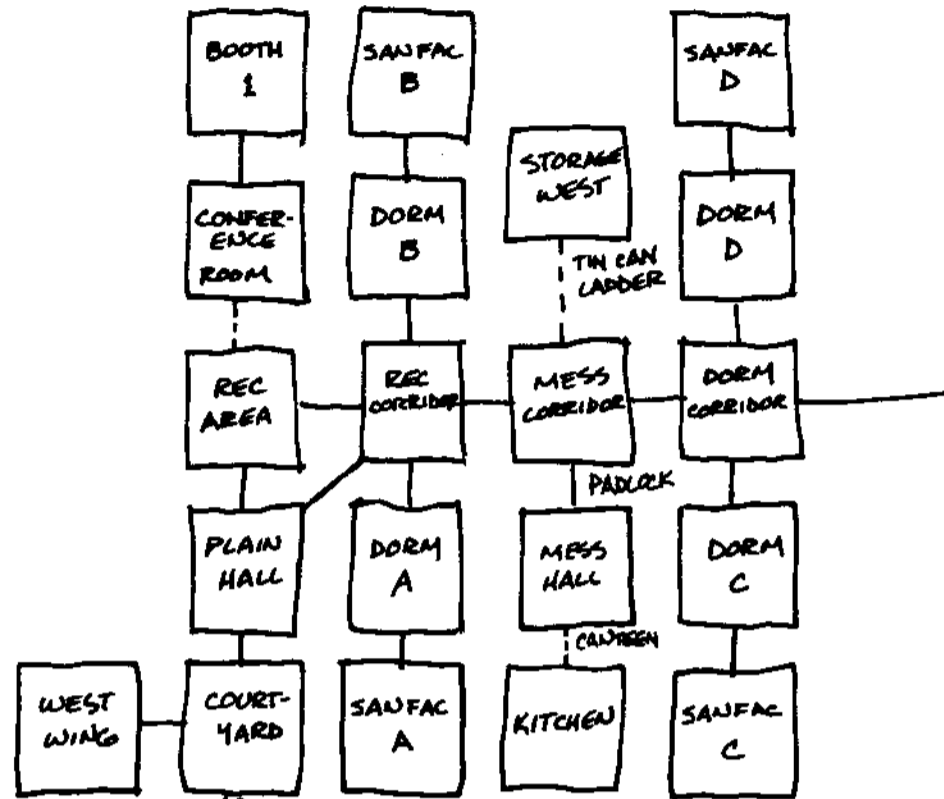 BOOTH
1
SANFAC
B
SANFAC
D
STORAGE
WEST
CONFER-
ENCE
ROOM
DORM
B
DORM
D
TIN CAN
LADDER
REC
AREA
REC
CORRIDOR
MESS
CORRIDOR
DORM
CORRIDOR
PADLOCK
PLAIN
HALL
DORM
A
MESS
HALL
DORM
C
CANTEEN
WEST
WING
COURT-
YARD
SANFAC
A
KITCHEN
SANFAC
C